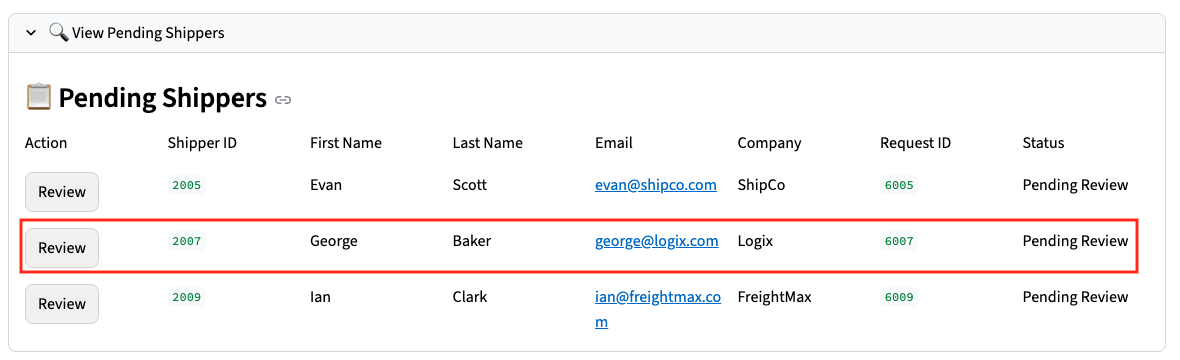 View Pending Shippers
Pending Shippers
Action Shipper ID First Name Last Name Email Company Request ID Status
Review 2005 Evan Scott evan@shipco.com ShipCo 6005 Pending Review
Review 2007 George Baker george@logix.com Logix 6007 Pending Review
Review 2009 Ian Clark ian@freightmax.co FreightMax 6009 Pending Review
m